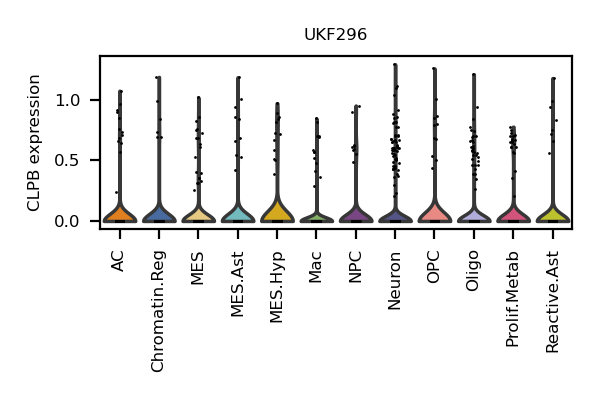 UKF296
CLPB expression
1.0
0.5
0.0
AC
Chromatin.Reg
MES
MES.Ast
MES.Hyp
Mac
NPC
Neuron
OPC
Oligo
Prolif.Metab
Reactive.Ast